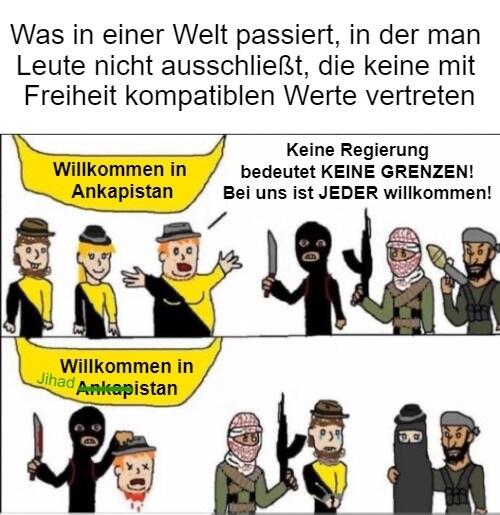 Was in einer Welt passiert, in der man
Leute nicht ausschließt, die keine mit
Freiheit kompatiblen Werte vertreten
Willkommen in
Ankapistan
Keine Regierung
bedeutet KEINE GRENZEN!
Bei uns ist JEDER willkommen!
Willkommen in
Jihad Ankapistan